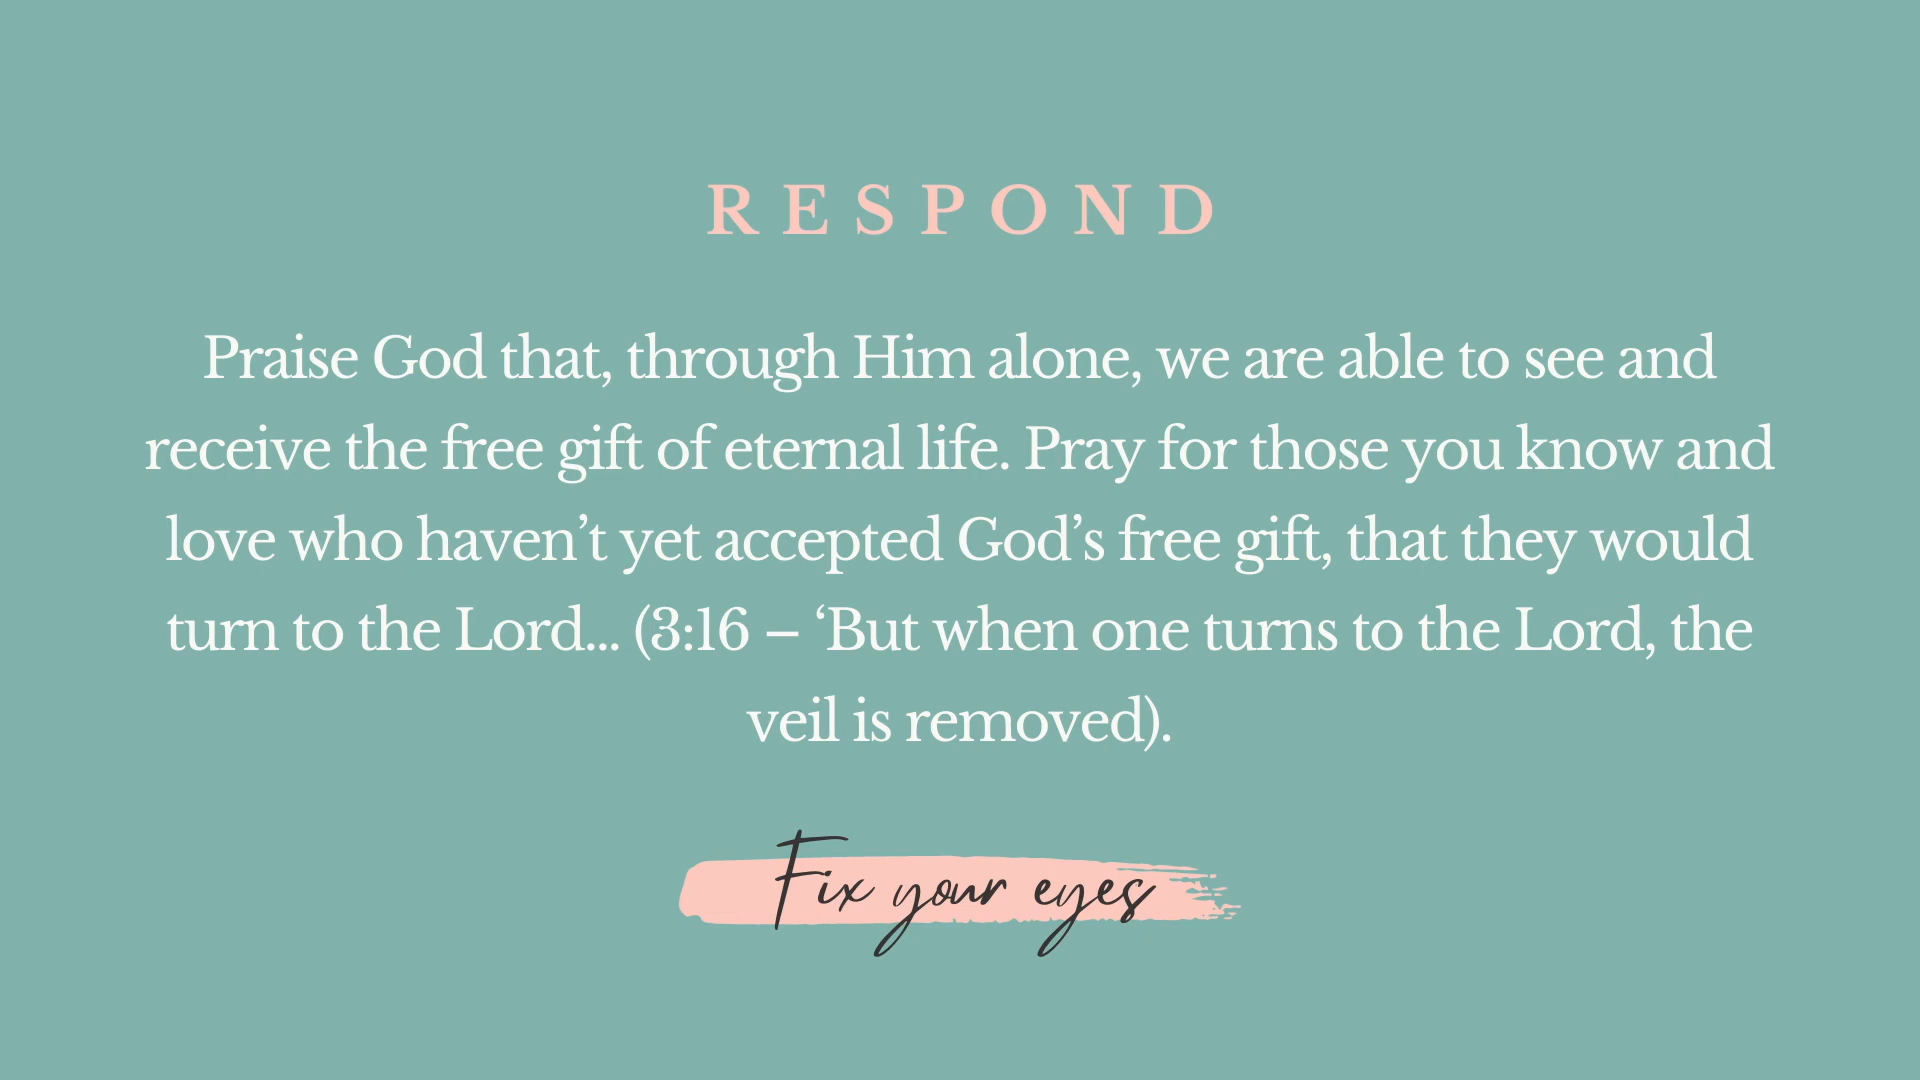 RESPOND
Praise God that, through Him alone, we are able to see and
receive the free gift of eternal life. Pray for those you know and
love who haven’t yet accepted God’s free gift, that they would
turn to the Lord... (3:16 – ‘But when one turns to the Lord, the
veil is removed).
Fix your eyes